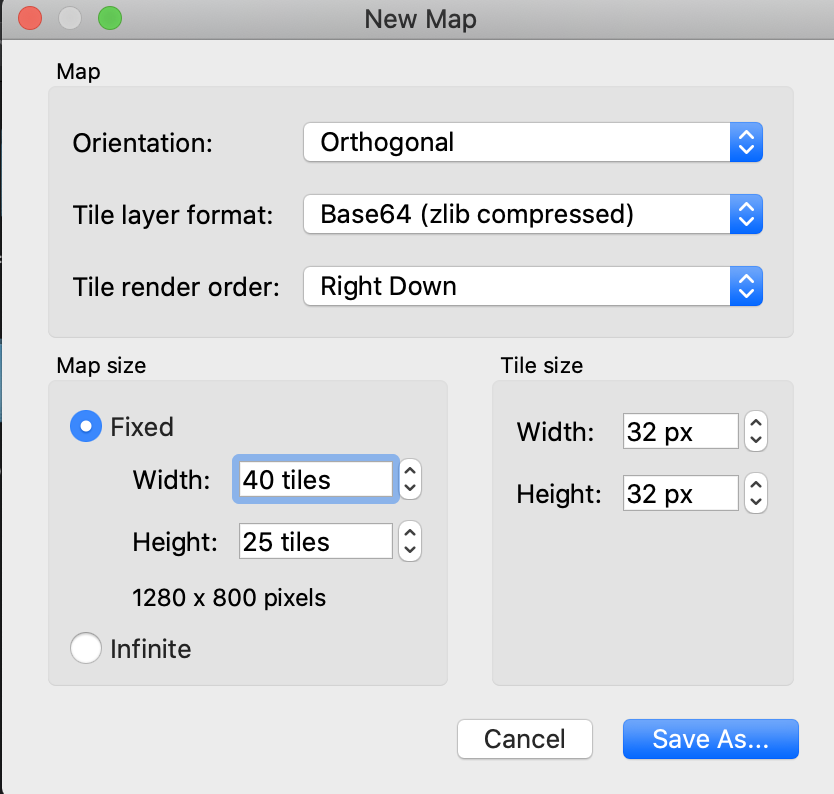 New Map
Map
Orientation: Orthogonal
Tile layer format: Base64 (zlib compressed)
Tile render order: Right Down
Map size
Fixed
Width: 40 tiles
Height: 25 tiles
1280 x 800 pixels
Infinite
Tile size
Width: 32 px
Height: 32 px
Cancel
Save As...